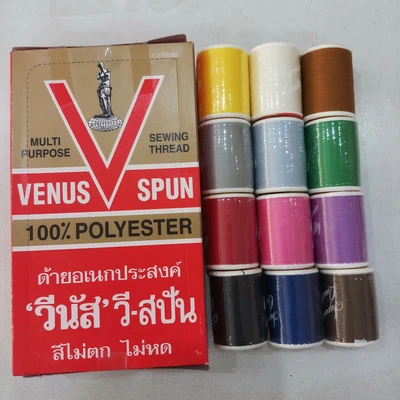 MULTI PURPOSE
SEWING THREAD
V
VENUS SPUN
100% POLYESTER
ด้ายอเนกประสงค์
‘วีนัส’ วี-สปัน
สีไม่ตก ไม่หด